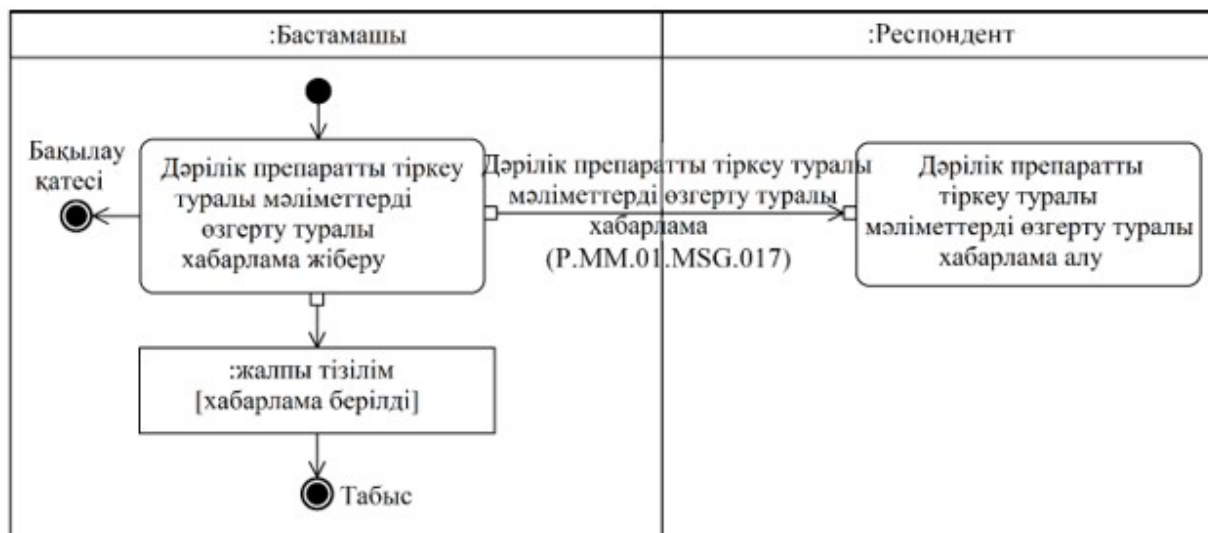 :Бастамашы
:Респондент
Бақылау
қатесі
Дәрілік препаратты тіркеу
туралы мәліметтерді
өзгерту туралы
хабарлама жіберу
Дәрілік препаратты тіркеу туралы
мәліметтерді өзгерту туралы
хабарлама
(P.MM.01.MSG.017)
Дәрілік препаратты
тіркеу туралы
мәліметтерді өзгерту туралы
хабарлама алу
:жалпы тізілім
[хабарлама берілді]
Табыс